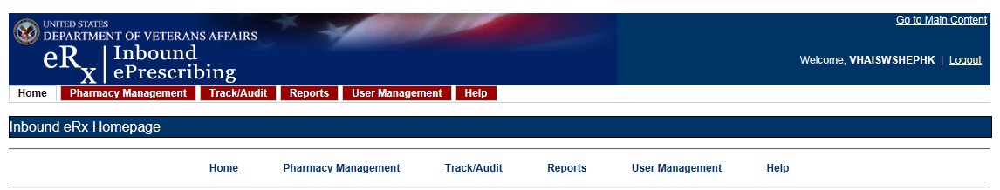 UNITED STATES
DEPARTMENT OF VETERANS AFFAIRS
eRx Inbound
ePrescribing
Go to Main Content
Welcome, VHAISWSHEPHK | Logout
Home Pharmacy Management Track/Audit Reports User Management Help
Inbound eRx Homepage
Home Pharmacy Management Track/Audit Reports User Management Help